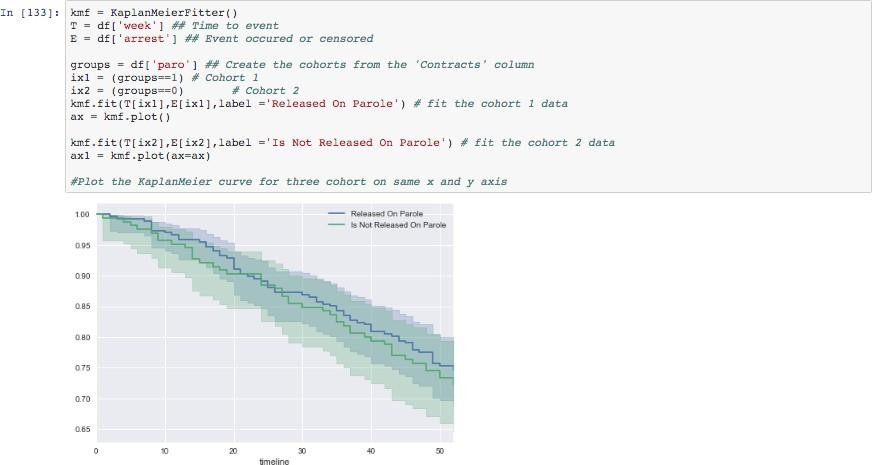 In [133]: kmf = KaplanMeierFitter()
T = df['week'] ## Time to event
E = df['arrest'] ## Event occured or censored
groups = df['paro'] ## Create the cohorts from the 'Contracts' column
ix1 = (groups==1) # Cohort 1
ix2 = (groups==0) # Cohort 2
kmf.fit(T[ix1],E[ix1],label ='Released On Parole') # fit the cohort 1 data
ax = kmf.plot()
kmf.fit(T[ix2],E[ix2],label ='Is Not Released On Parole') # fit the cohort 2 data
ax1 = kmf.plot(ax=ax)
#Plot the KaplanMeier curve for three cohort on same x and y axis
Released On Parole
Is Not Released On Parole
1.00
0.95
0.90
0.85
0.80
0.75
0.70
0.65
0 10 20 30 40 50
timeline